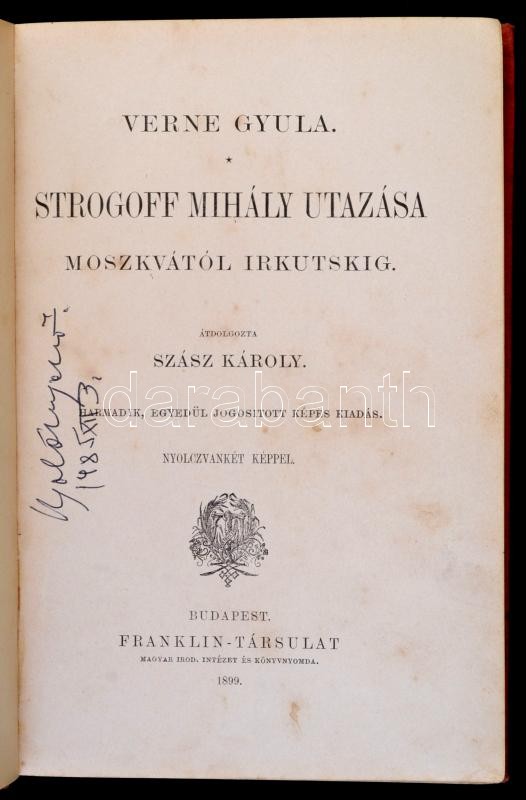 VERNE GYULA.
*
STROGOFF MIHÁLY UTAZÁSA
MOSZKVÁTÓL IRKUTSKIG.
ÁTDOLGOZTA
SZÁSZ KÁROLY.
HARMADIK, EGYEDÜL JOGOSITOTT KÉPES KIADÁS.
darabanth
NYOLCZVANKÉT KÉPPEL.
BUDAPEST.
FRANKLIN-TÁRSULAT
MAGYAR IROD. INTÉZET ÉS KÖNYVNYOMDA.
1899.